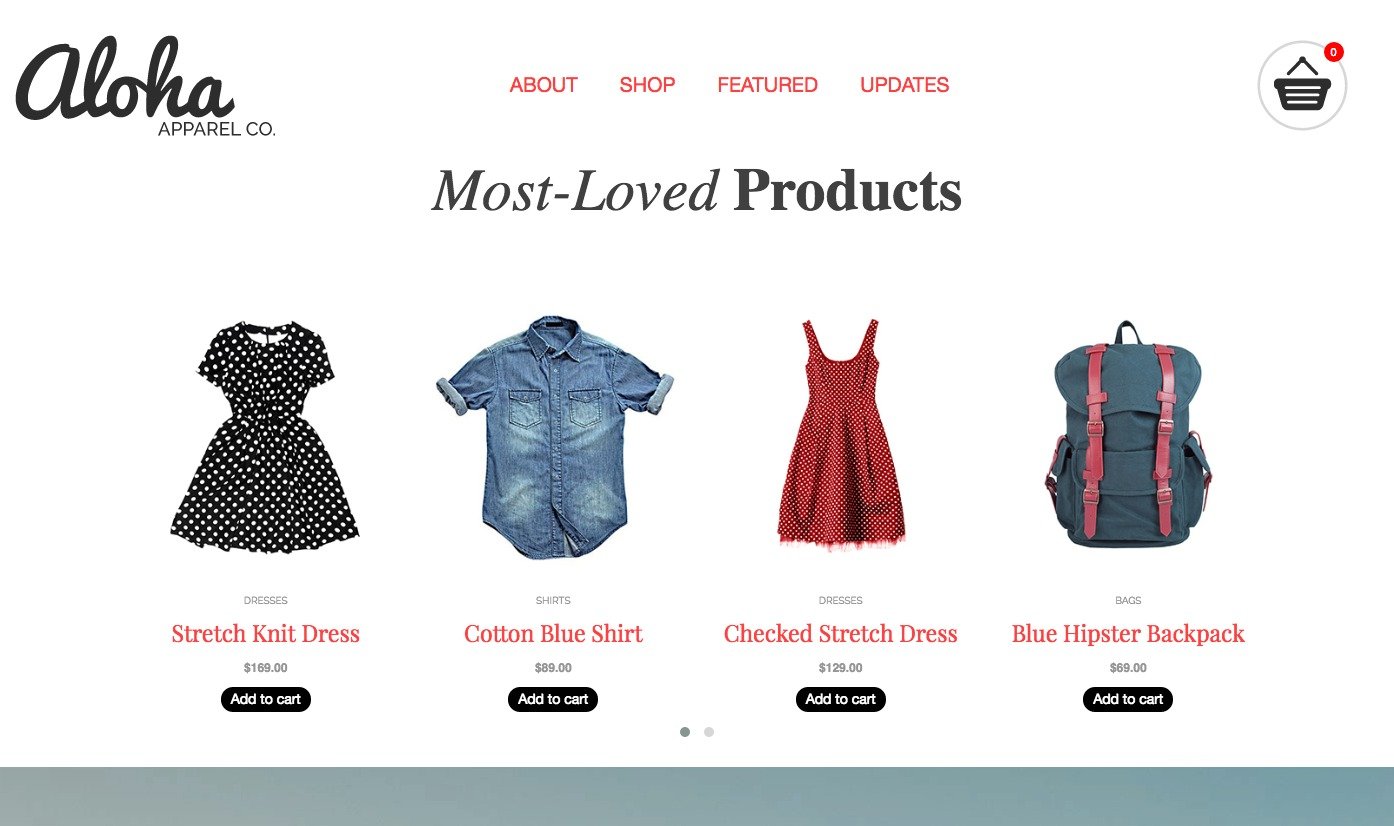 Aloha
APPAREL CO.
ABOUT SHOP FEATURED UPDATES
0
Most-Loved Products
DRESSES
Stretch Knit Dress
$169.00
Add to cart
SHIRTS
Cotton Blue Shirt
$89.00
Add to cart
DRESSES
Checked Stretch Dress
$129.00
Add to cart
BAGS
Blue Hipster Backpack
$69.00
Add to cart